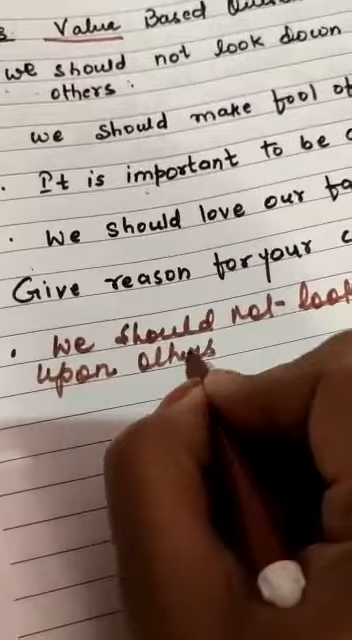 Value Based
we should not look down
others :
we should make fool of
. It is important to be
. We should love our
Give reason for your
. We should not look
upon others